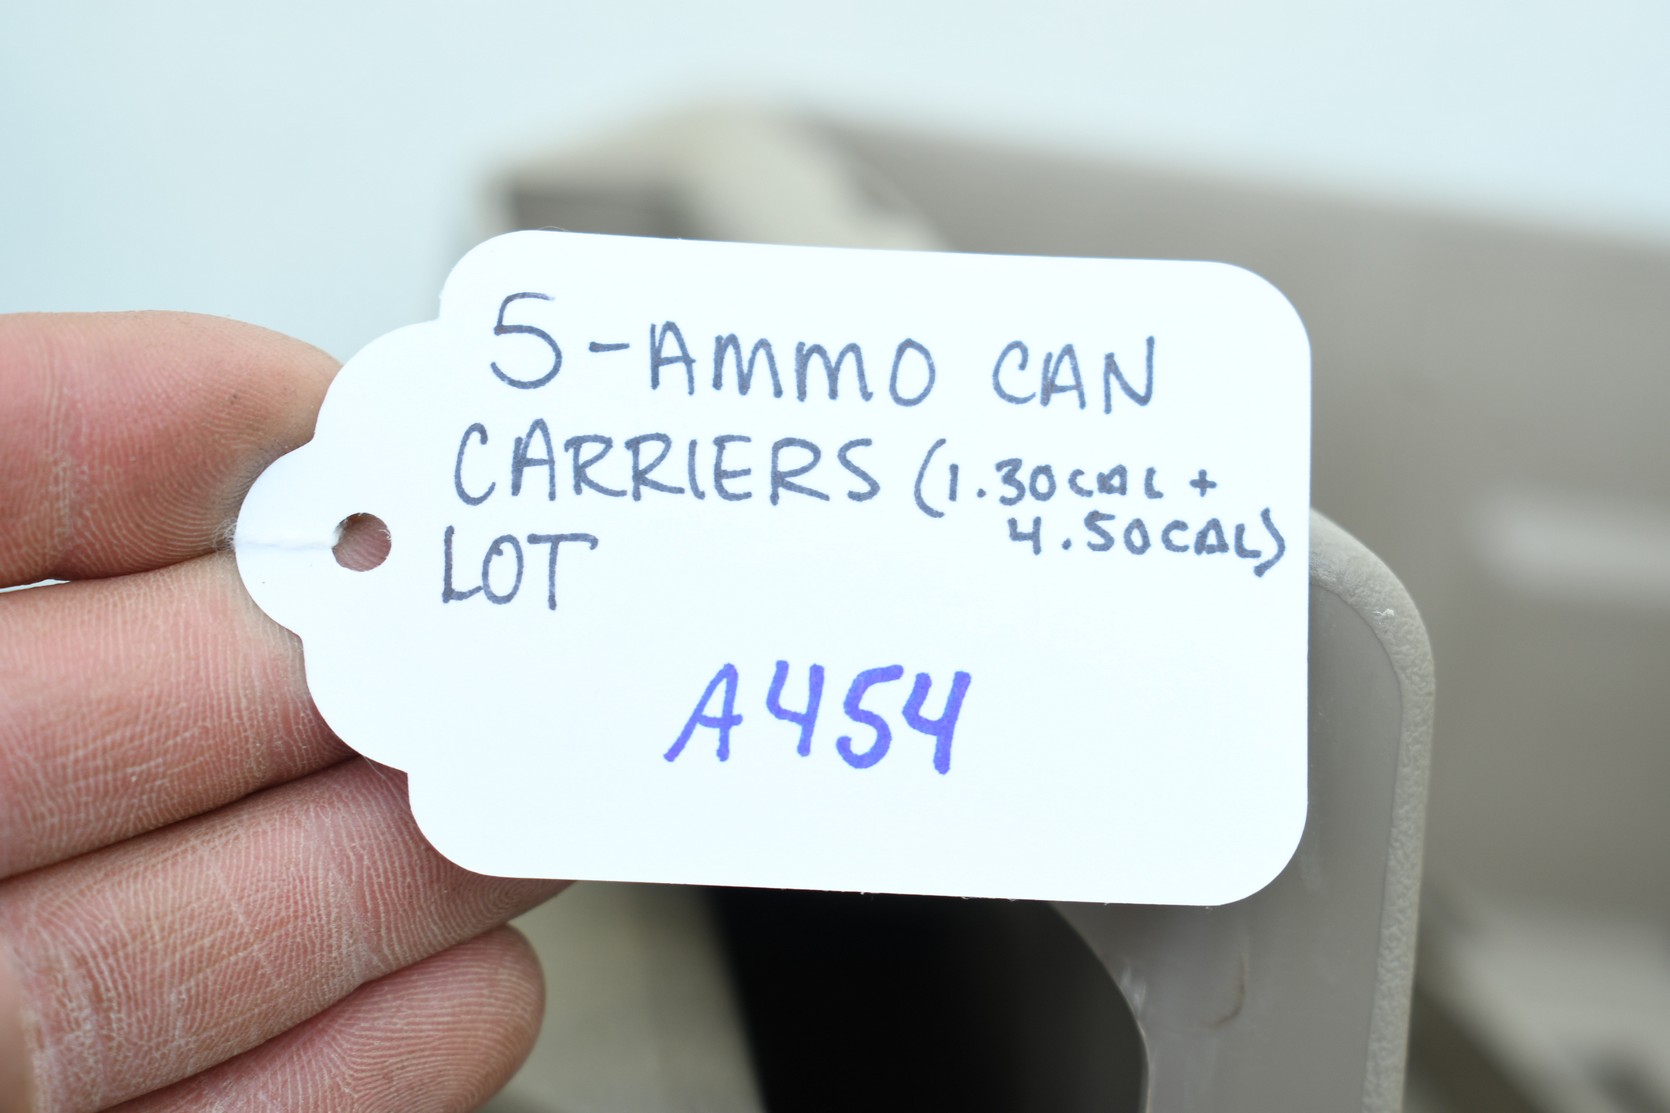 5-AMMO CAN
CARRIERS (1.30CAL +
4.50CAL)
LOT
A454